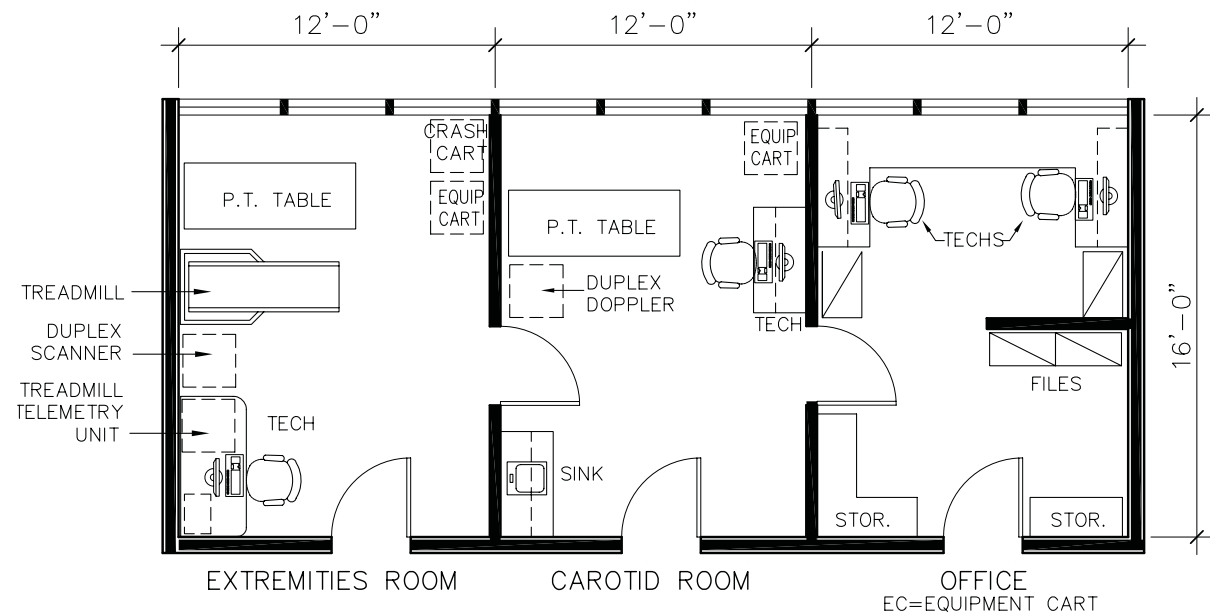 12'-0"
12'-0"
12'-0"
CRASH
CART
EQUIP
CART
P.T. TABLE
EQUIP
CART
P.T. TABLE
TECHS
TREADMILL
DUPLEX
DOPPLER
TECH
DUPLEX
SCANNER
16'-0"
FILES
TREADMILL
TELEMETRY
UNIT
TECH
SINK
STOR.
STOR.
EXTREMITIES ROOM
CAROTID ROOM
OFFICE
EC=EQUIPMENT CART